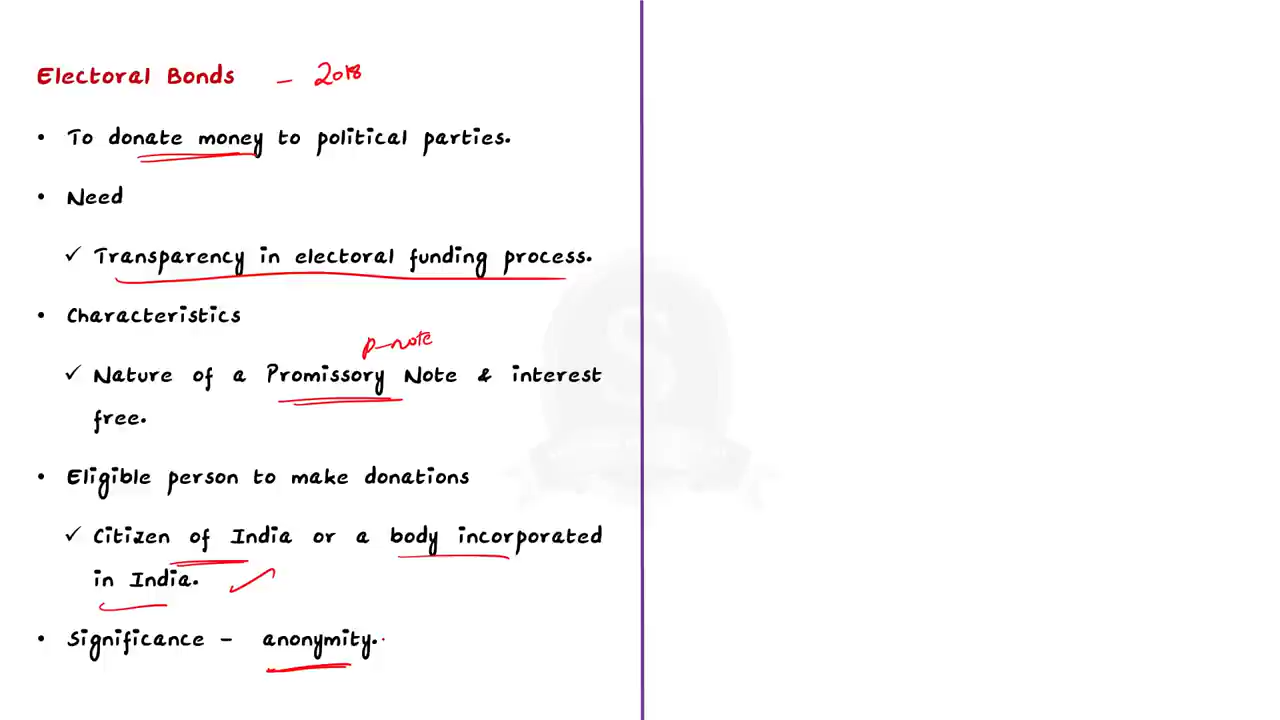 Electoral Bonds – 2018
• To donate money to political parties.
• Need
✓ Transparency in electoral funding process.
• Characteristics
p-note
✓ Nature of a Promissory Note & interest
free.
• Eligible person to make donations
✓ Citizen of India or a body incorporated
in India. ✓
• Significance – anonymity.
S